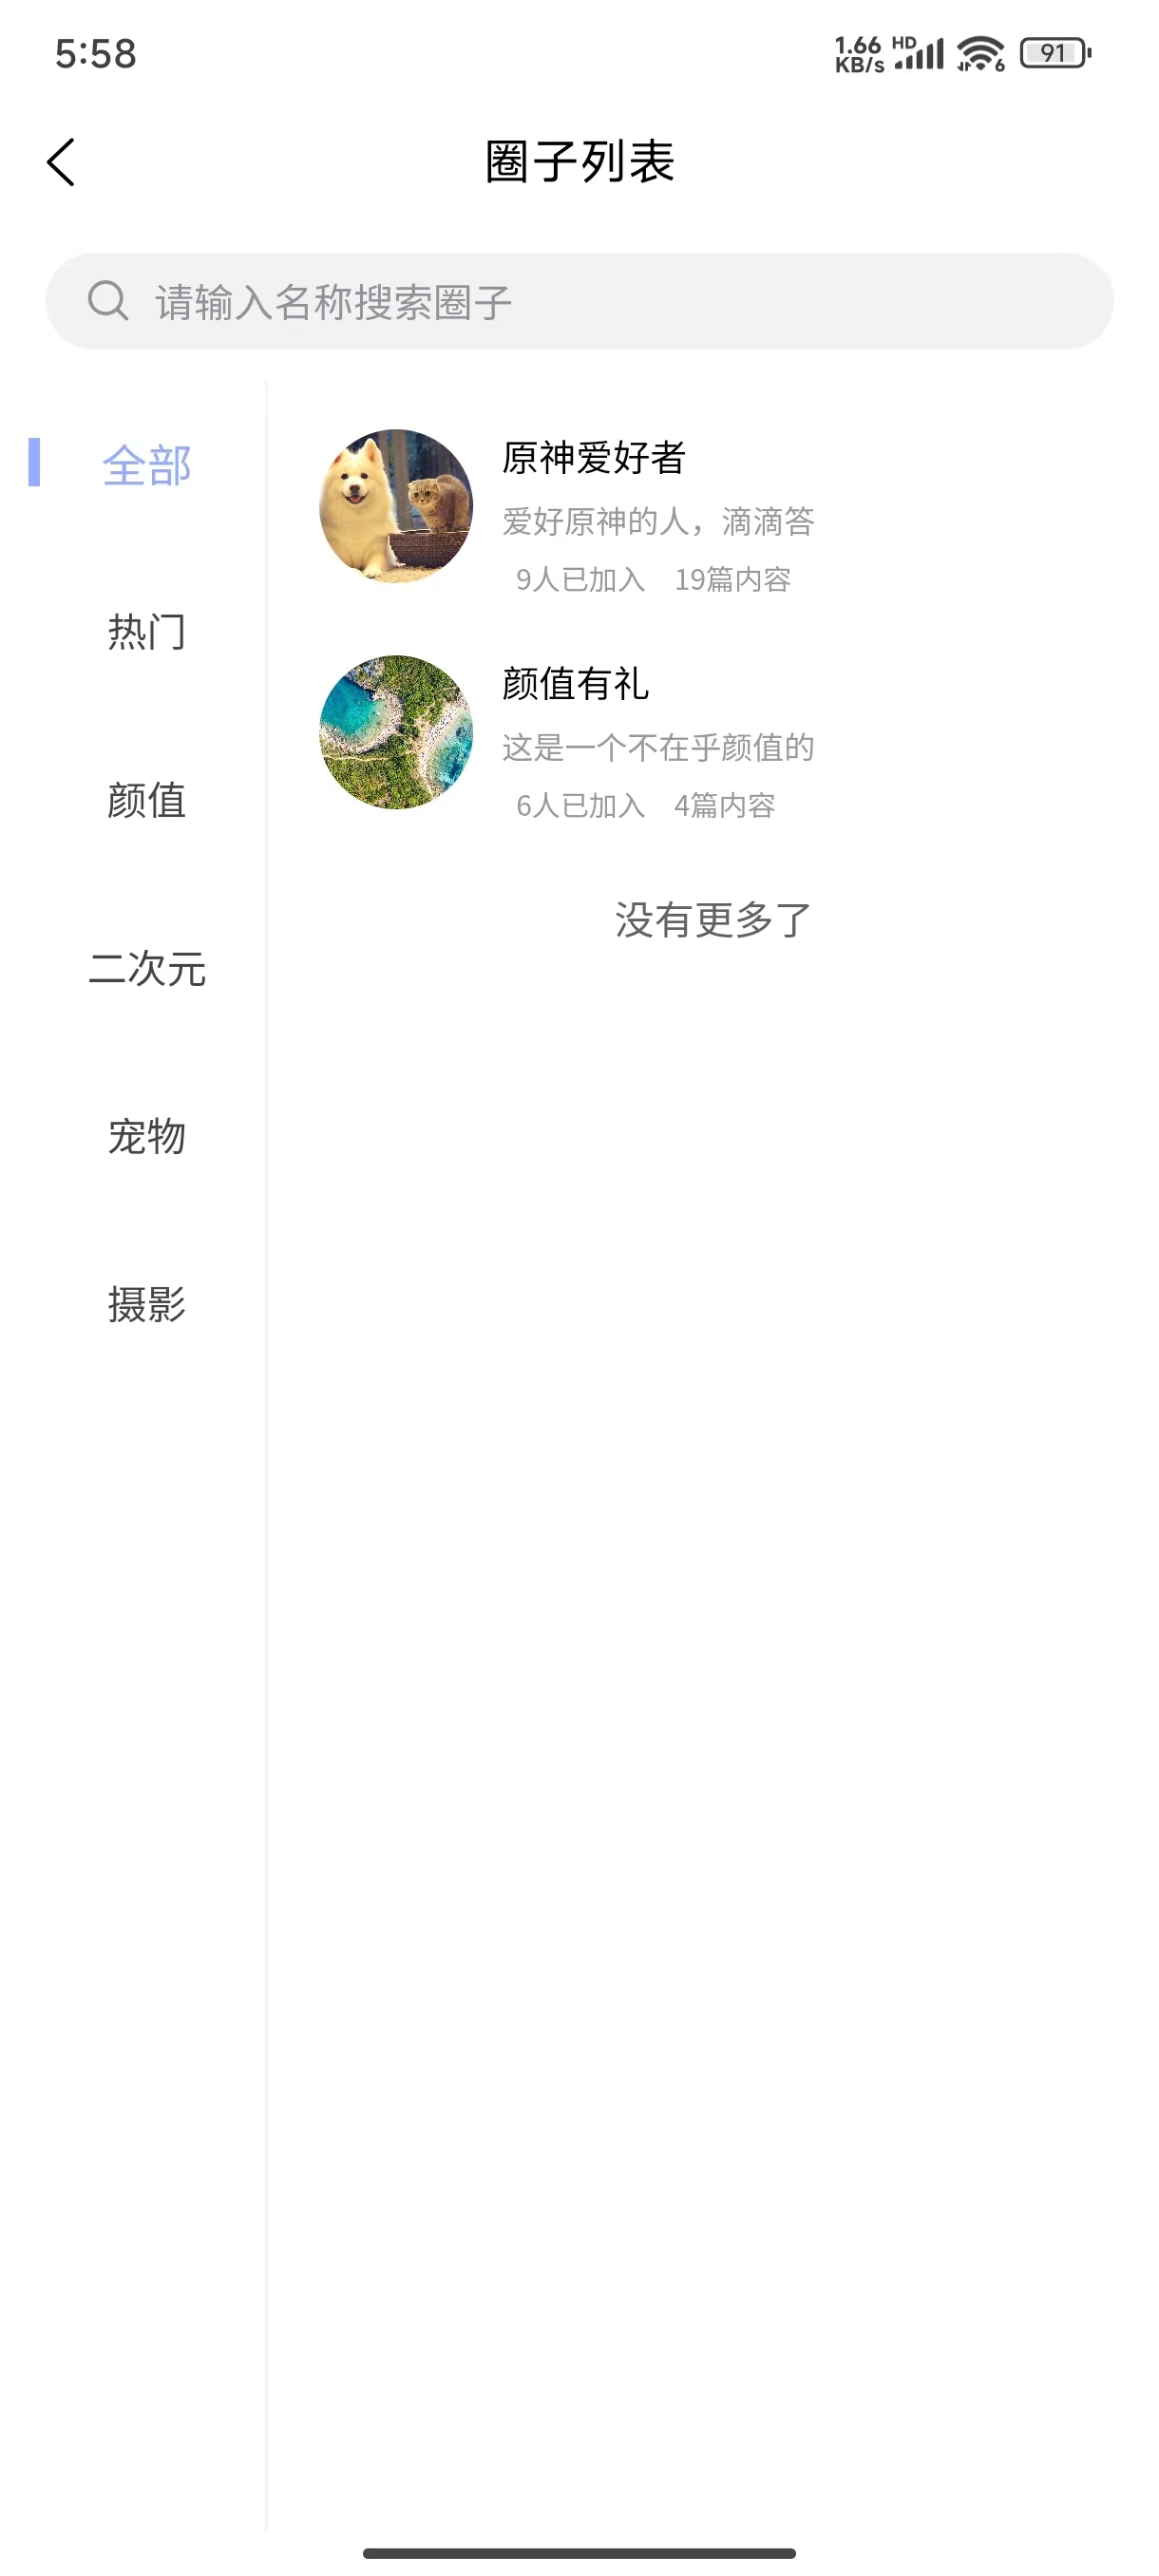 5:58
1.66 KB/s HD 6 91
圈子列表
请输入名称搜索圈子
全部
热门
颜值
二次元
宠物
摄影
原神爱好者
爱好原神的人，滴滴答
9人已加入 19篇内容
颜值有礼
这是一个不在乎颜值的
6人已加入 4篇内容
没有更多了